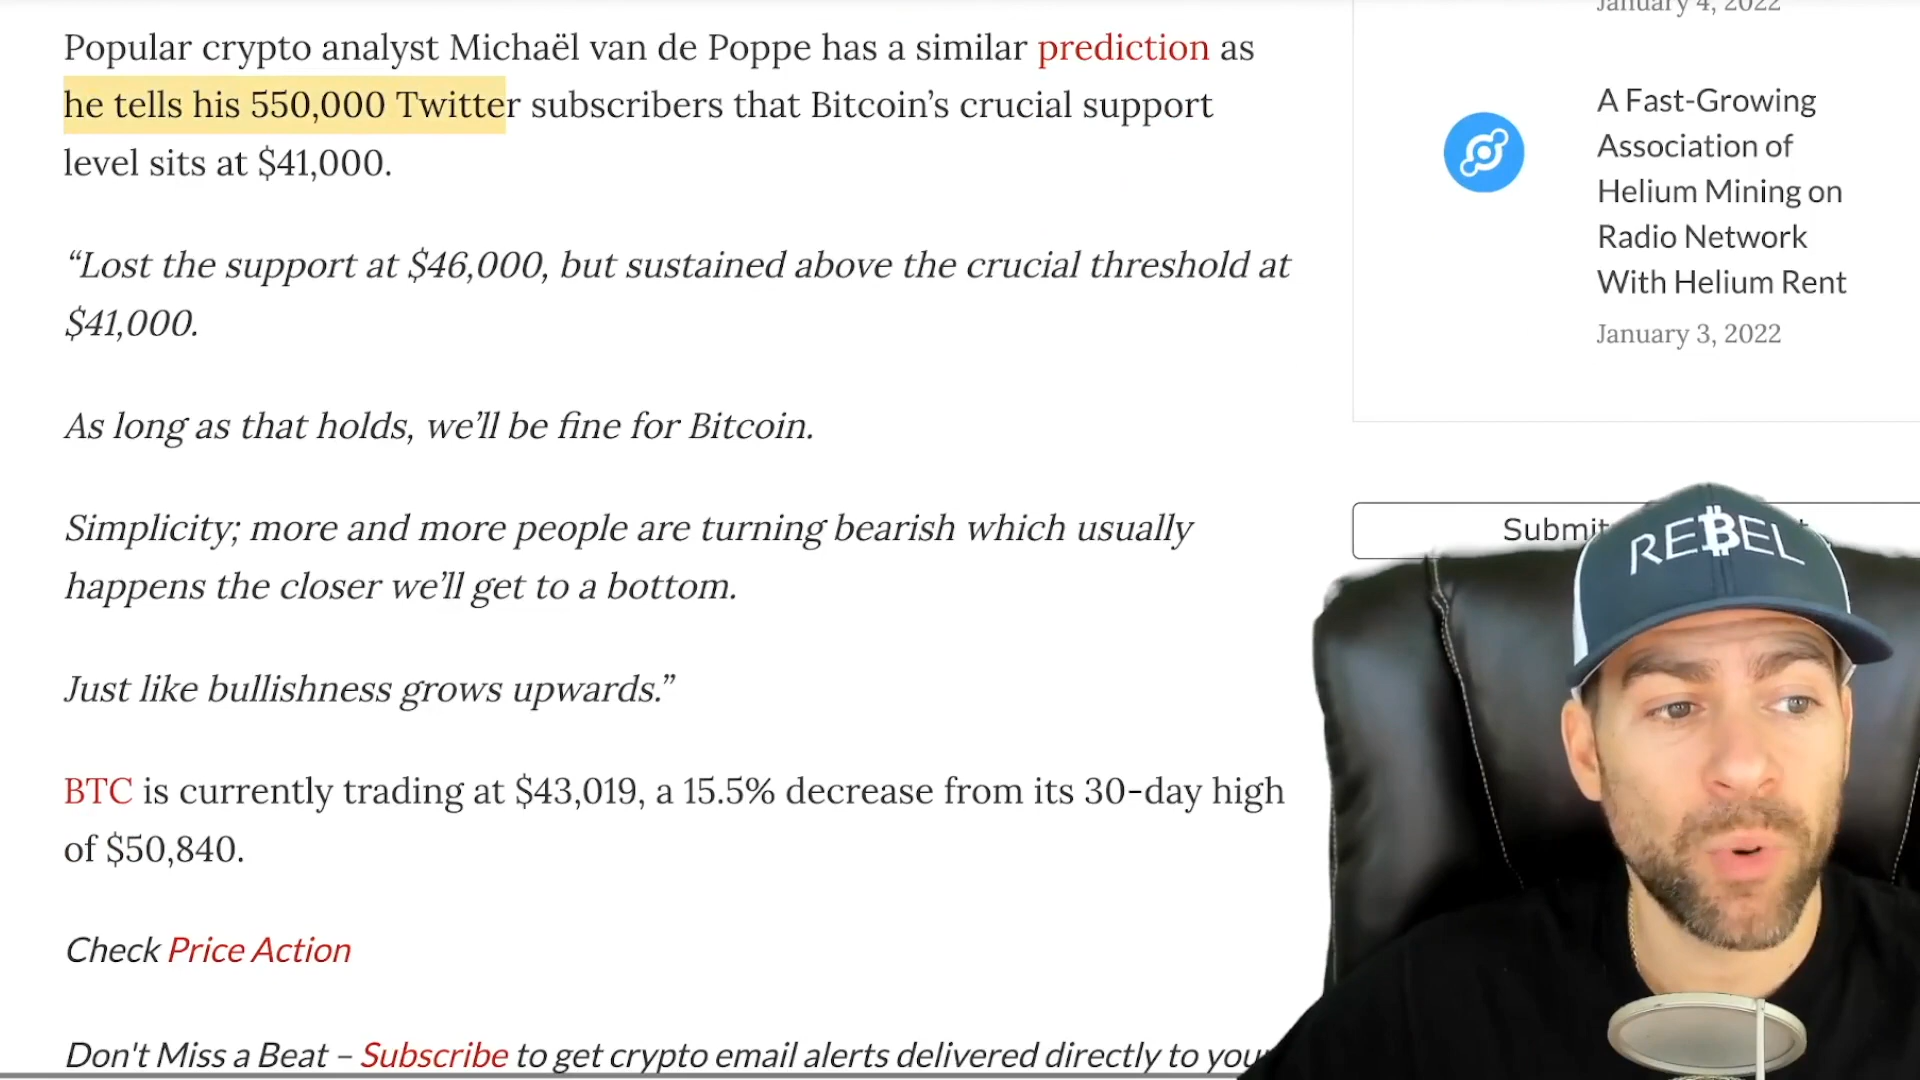 Popular crypto analyst Michaël van de Poppe has a similar prediction as
he tells his 550,000 Twitter subscribers that Bitcoin’s crucial support
level sits at $41,000.
“Lost the support at $46,000, but sustained above the crucial threshold at
$41,000.
As long as that holds, we’ll be fine for Bitcoin.
Simplicity; more and more people are turning bearish which usually
happens the closer we’ll get to a bottom.
Just like bullishness grows upwards.”
BTC is currently trading at $43,019, a 15.5% decrease from its 30-day high
of $50,840.
Check Price Action
Don't Miss a Beat – Subscribe to get crypto email alerts delivered directly to you
January 4, 2022
A Fast-Growing
Association of
Helium Mining on
Radio Network
With Helium Rent
January 3, 2022
REBEL